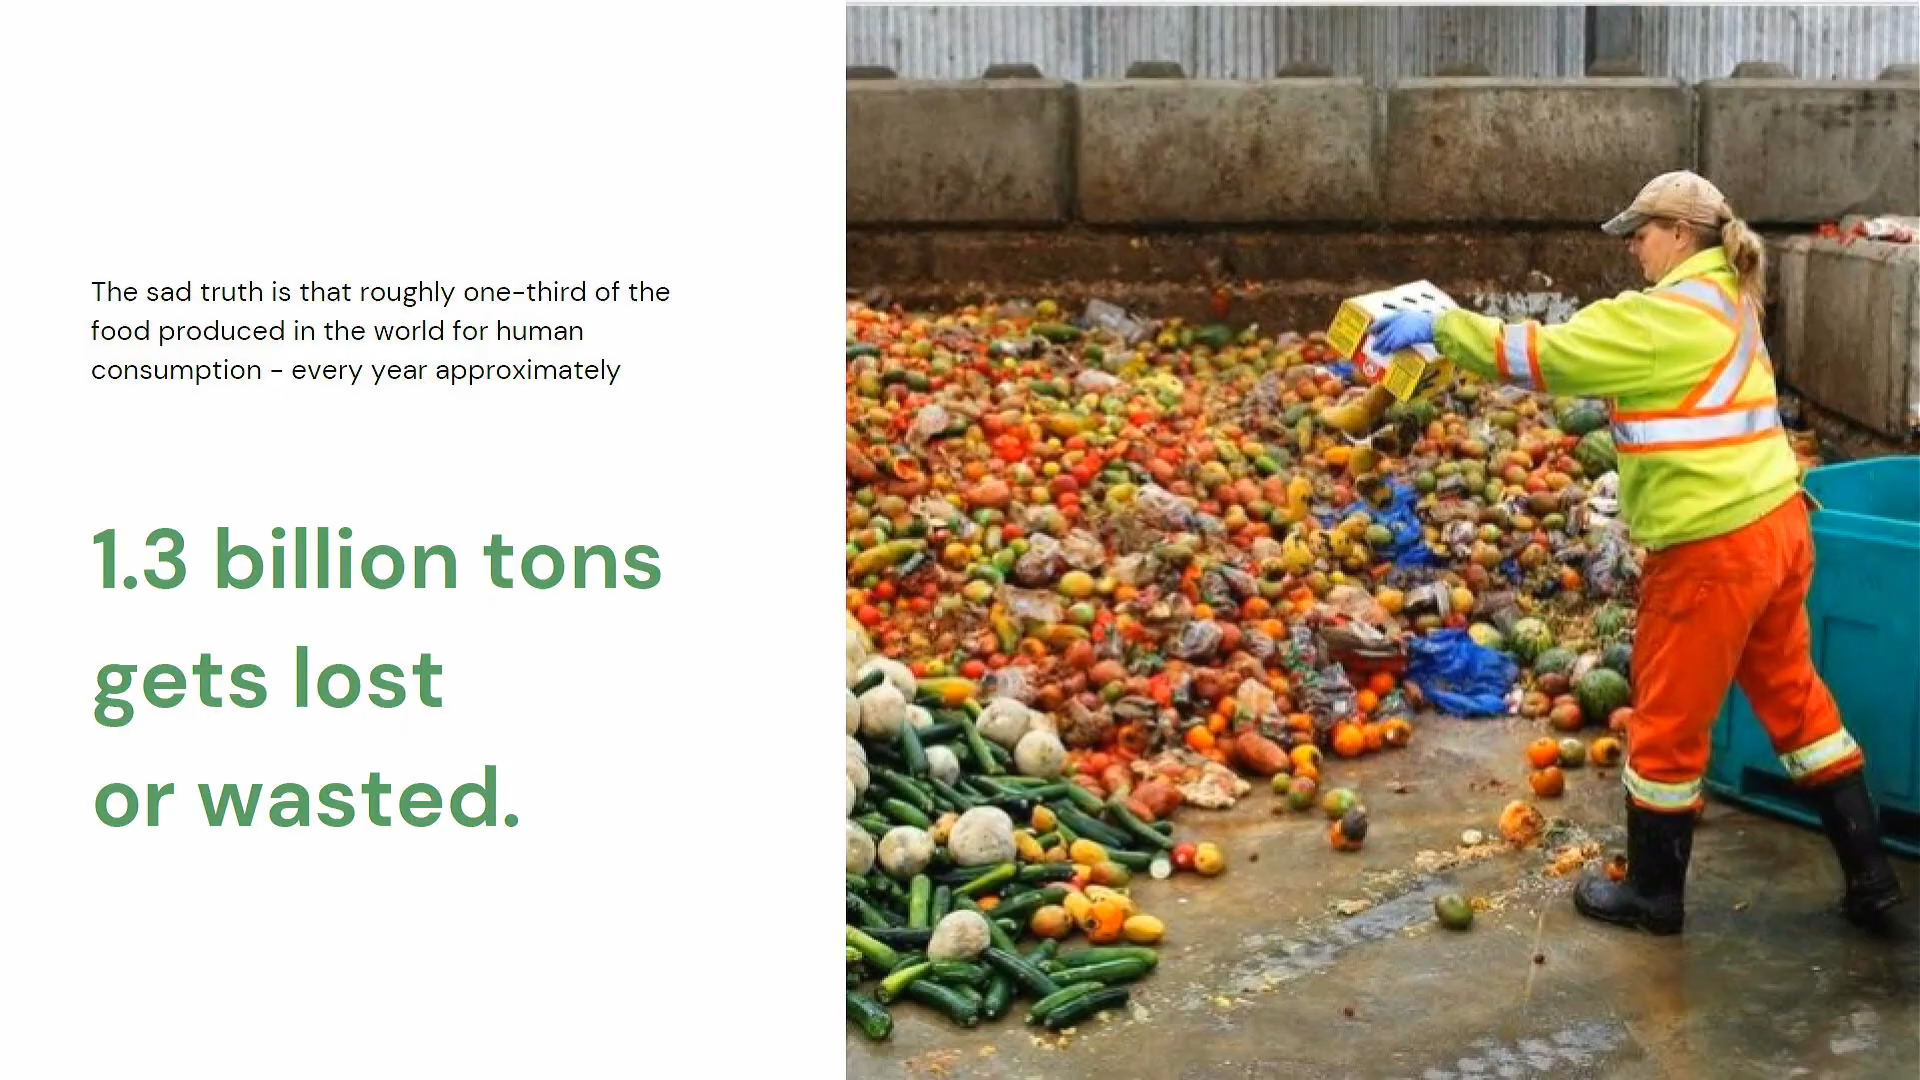 The sad truth is that roughly one-third of the
food produced in the world for human
consumption - every year approximately
1.3 billion tons
gets lost
or wasted.